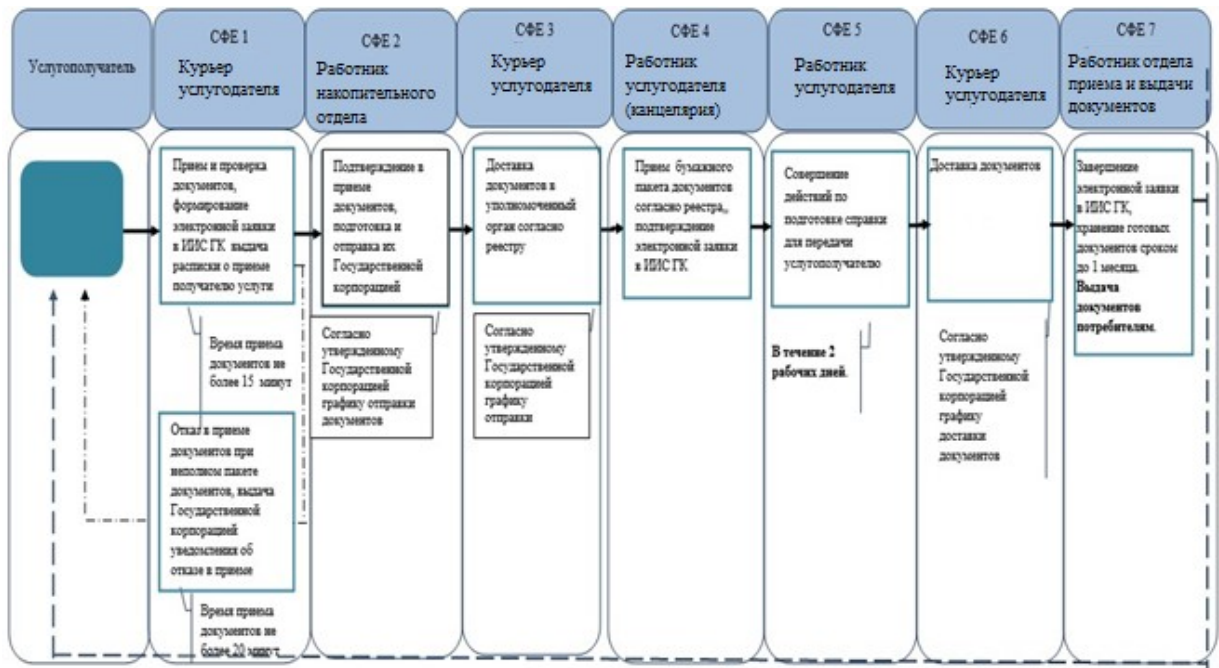 Услугополучатель
СФЕ 1
Курьер
услугодателя
СФЕ 2
Работник
накопительного
отдела
СФЕ 3
Курьер
услугодателя
СФЕ 4
Работник
услугодателя
(канцелярия)
СФЕ 5
Работник
услугодателя
СФЕ 6
Курьер
услугодателя
СФЕ 7
Работник отдела
приема и выдачи
документов
Прием и проверка
документов,
формирование
электронной заявки
в ИИС ГК выдача
расписки о приеме
получателю услуги
Время приема
документов не
более 15 минут
Отказ в приеме
документов при
неполном пакете
документов, выдача
Государственной
корпорацией
уведомления об
отказе в приеме
Время приема
документов не
более 20 минут
Подтверждение в
приеме
документов,
подготовка и
отправка их
Государственной
корпорацией
Согласно
утвержденному
Государственной
корпорацией
графику отправки
документов
Доставка
документов в
уполномоченный
орган согласно
реестру
Согласно
утвержденному
Государственной
корпорацией
графику
отправки
Прием бумажного
пакета документов
согласно реестра,,
подтверждение
электронной заявки
в ИИС ГК
Совершение
действий по
подготовке справки
для передачи
услугополучателю
В течение 2
рабочих дней.
Доставка документов
Согласно
утвержденному
Государственной
корпорацией
графику
доставки
документов
Завершение
электронной заявки
в ИИС ГК,
хранение готовых
документов сроком
до 1 месяца.
Выдача
документов
потребителям.